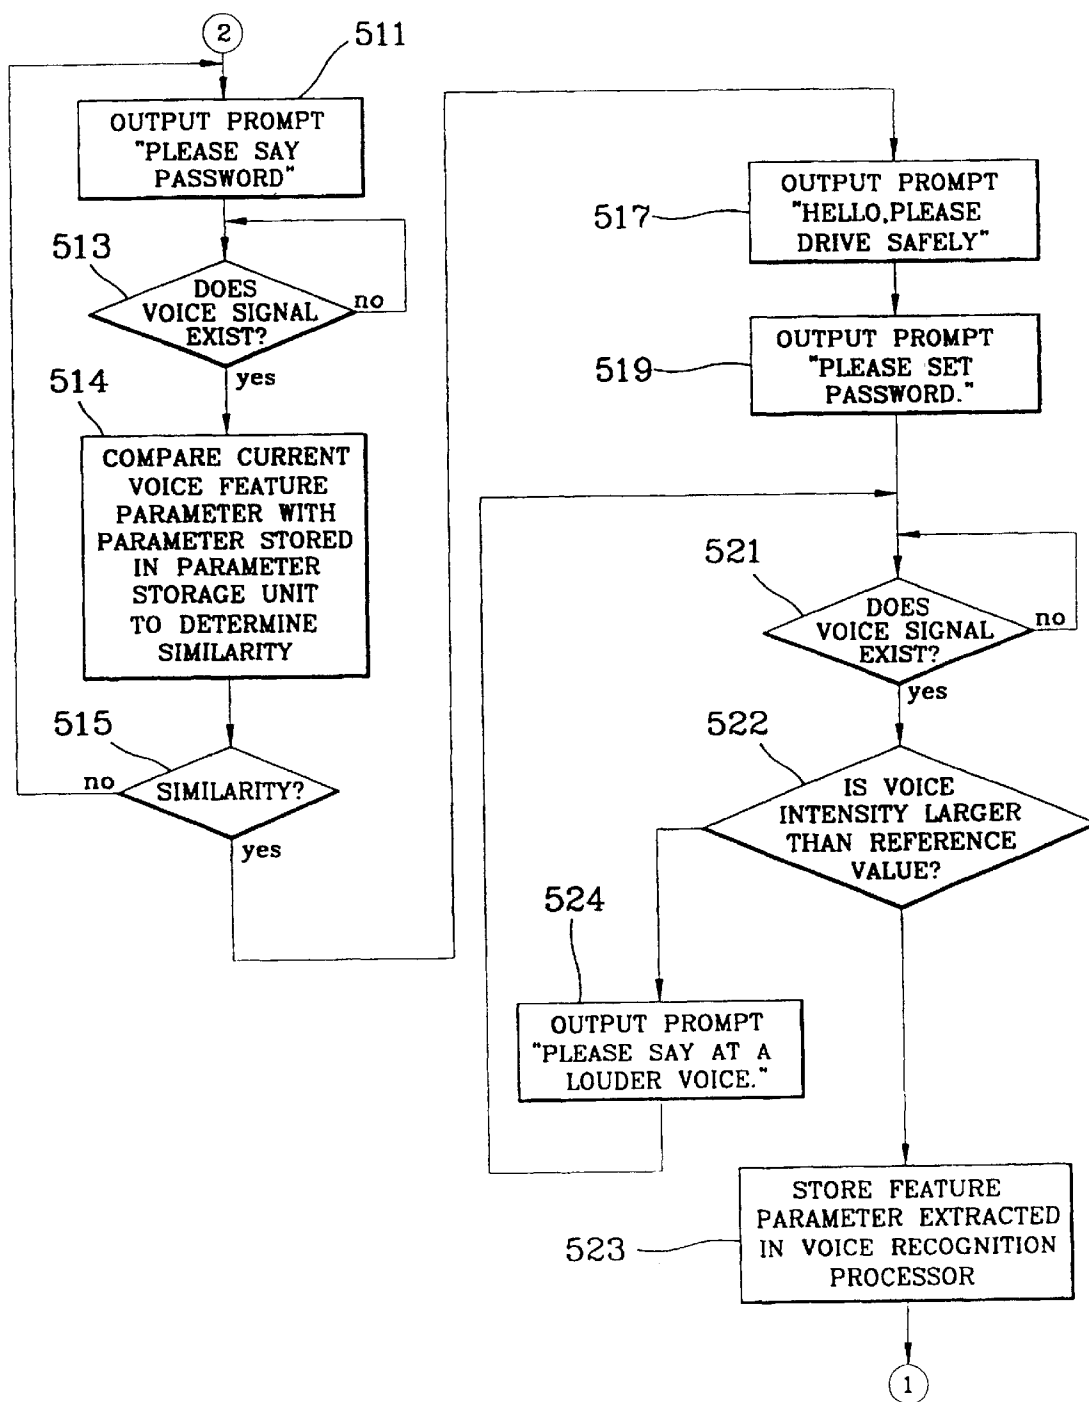 2
511
OUTPUT PROMPT
"PLEASE SAY
PASSWORD"
513
DOES
VOICE SIGNAL
EXIST?
no
yes
514
COMPARE CURRENT
VOICE FEATURE
PARAMETER WITH
PARAMETER STORED
IN PARAMETER
STORAGE UNIT
TO DETERMINE
SIMILARITY
515
no
SIMILARITY?
yes
517
OUTPUT PROMPT
"HELLO,PLEASE
DRIVE SAFELY"
519
OUTPUT PROMPT
"PLEASE SET
PASSWORD."
521
DOES
VOICE SIGNAL
EXIST?
no
yes
522
IS VOICE
INTENSITY LARGER
THAN REFERENCE
VALUE?
524
OUTPUT PROMPT
"PLEASE SAY AT A
LOUDER VOICE."
523
STORE FEATURE
PARAMETER EXTRACTED
IN VOICE RECOGNITION
PROCESSOR
1